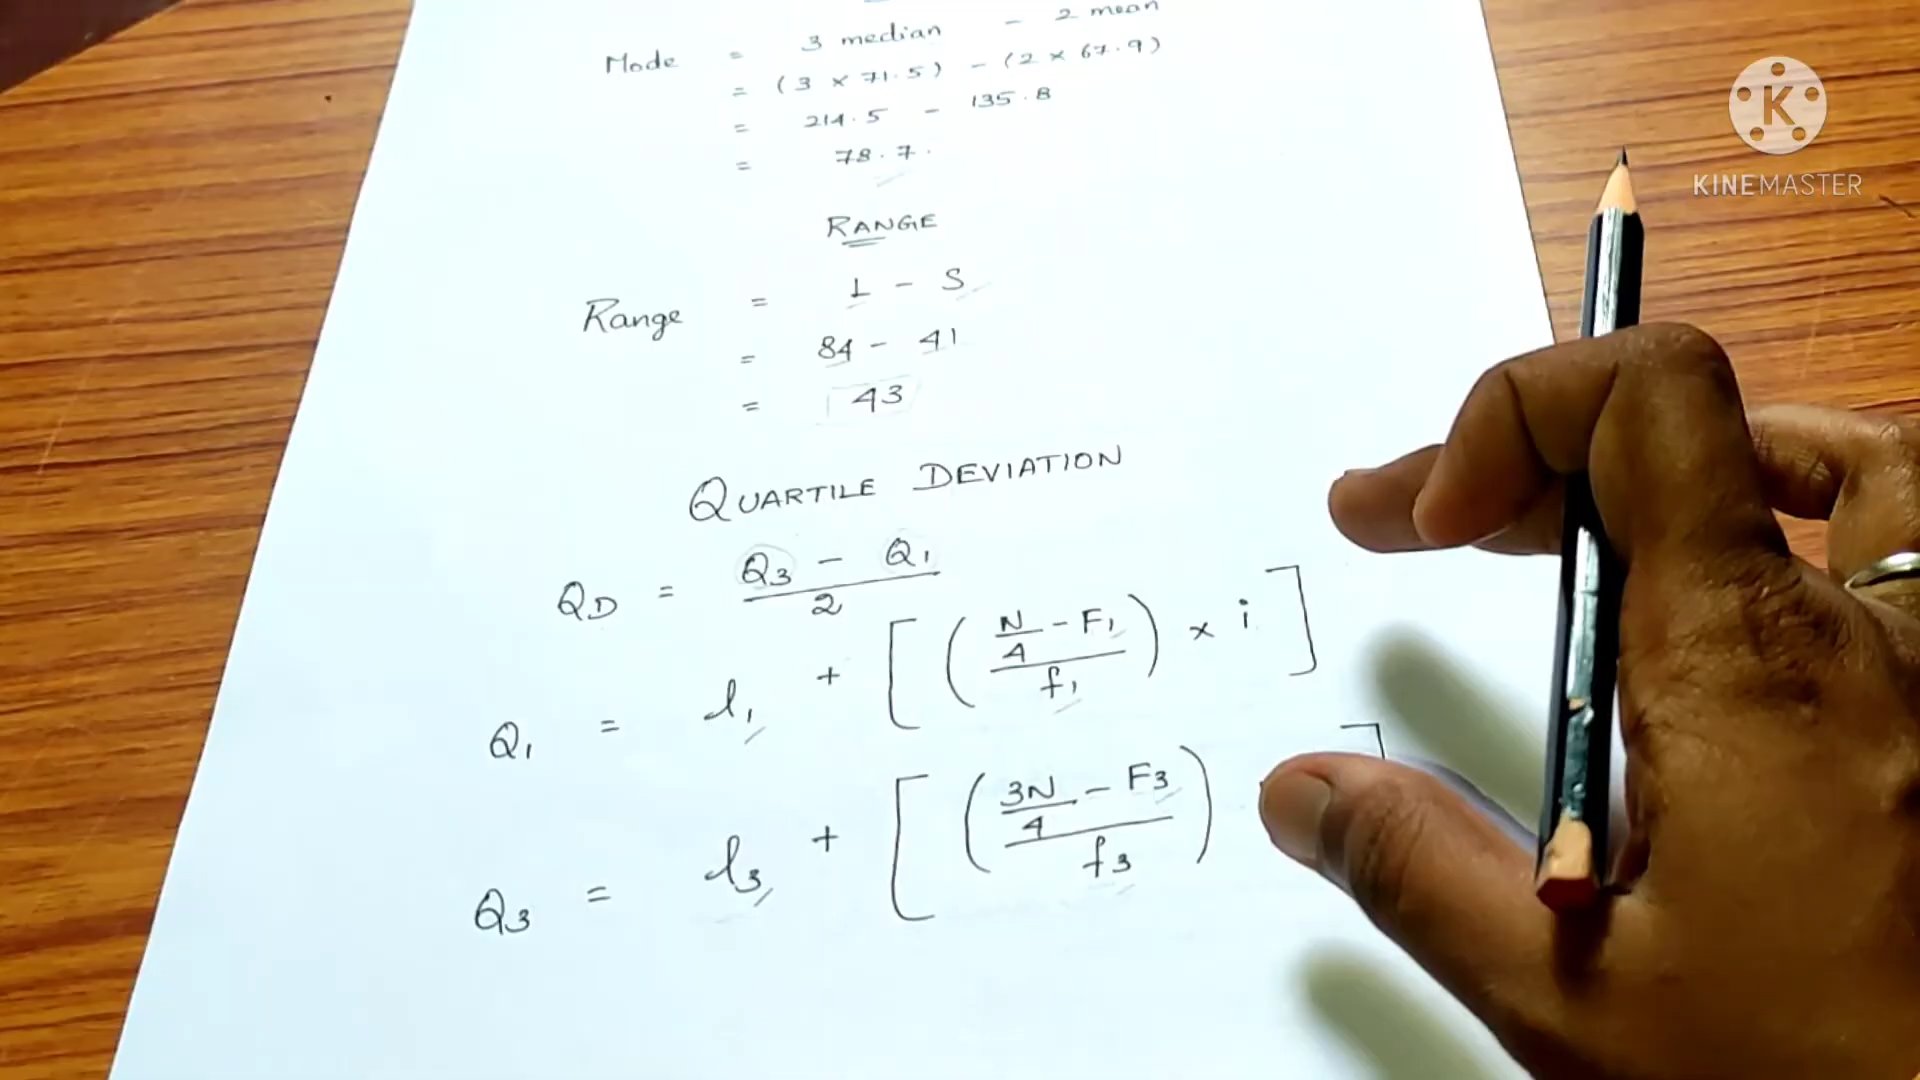 Mode = 3 median - 2 mean
= (3 × 71.5) - (2 × 67.9)
= 214.5 - 135.8
= 78.7.
RANGE
Range = L - S
= 84 - 41
= 43
QUARTILE DEVIATION
QD = Q3 - Q1 / 2
Q1 = l1 + [(N/4 - F1 / f1) × i]
Q3 = l3 + [(3N/4 - F3 / f3) ]
K
KINEMASTER